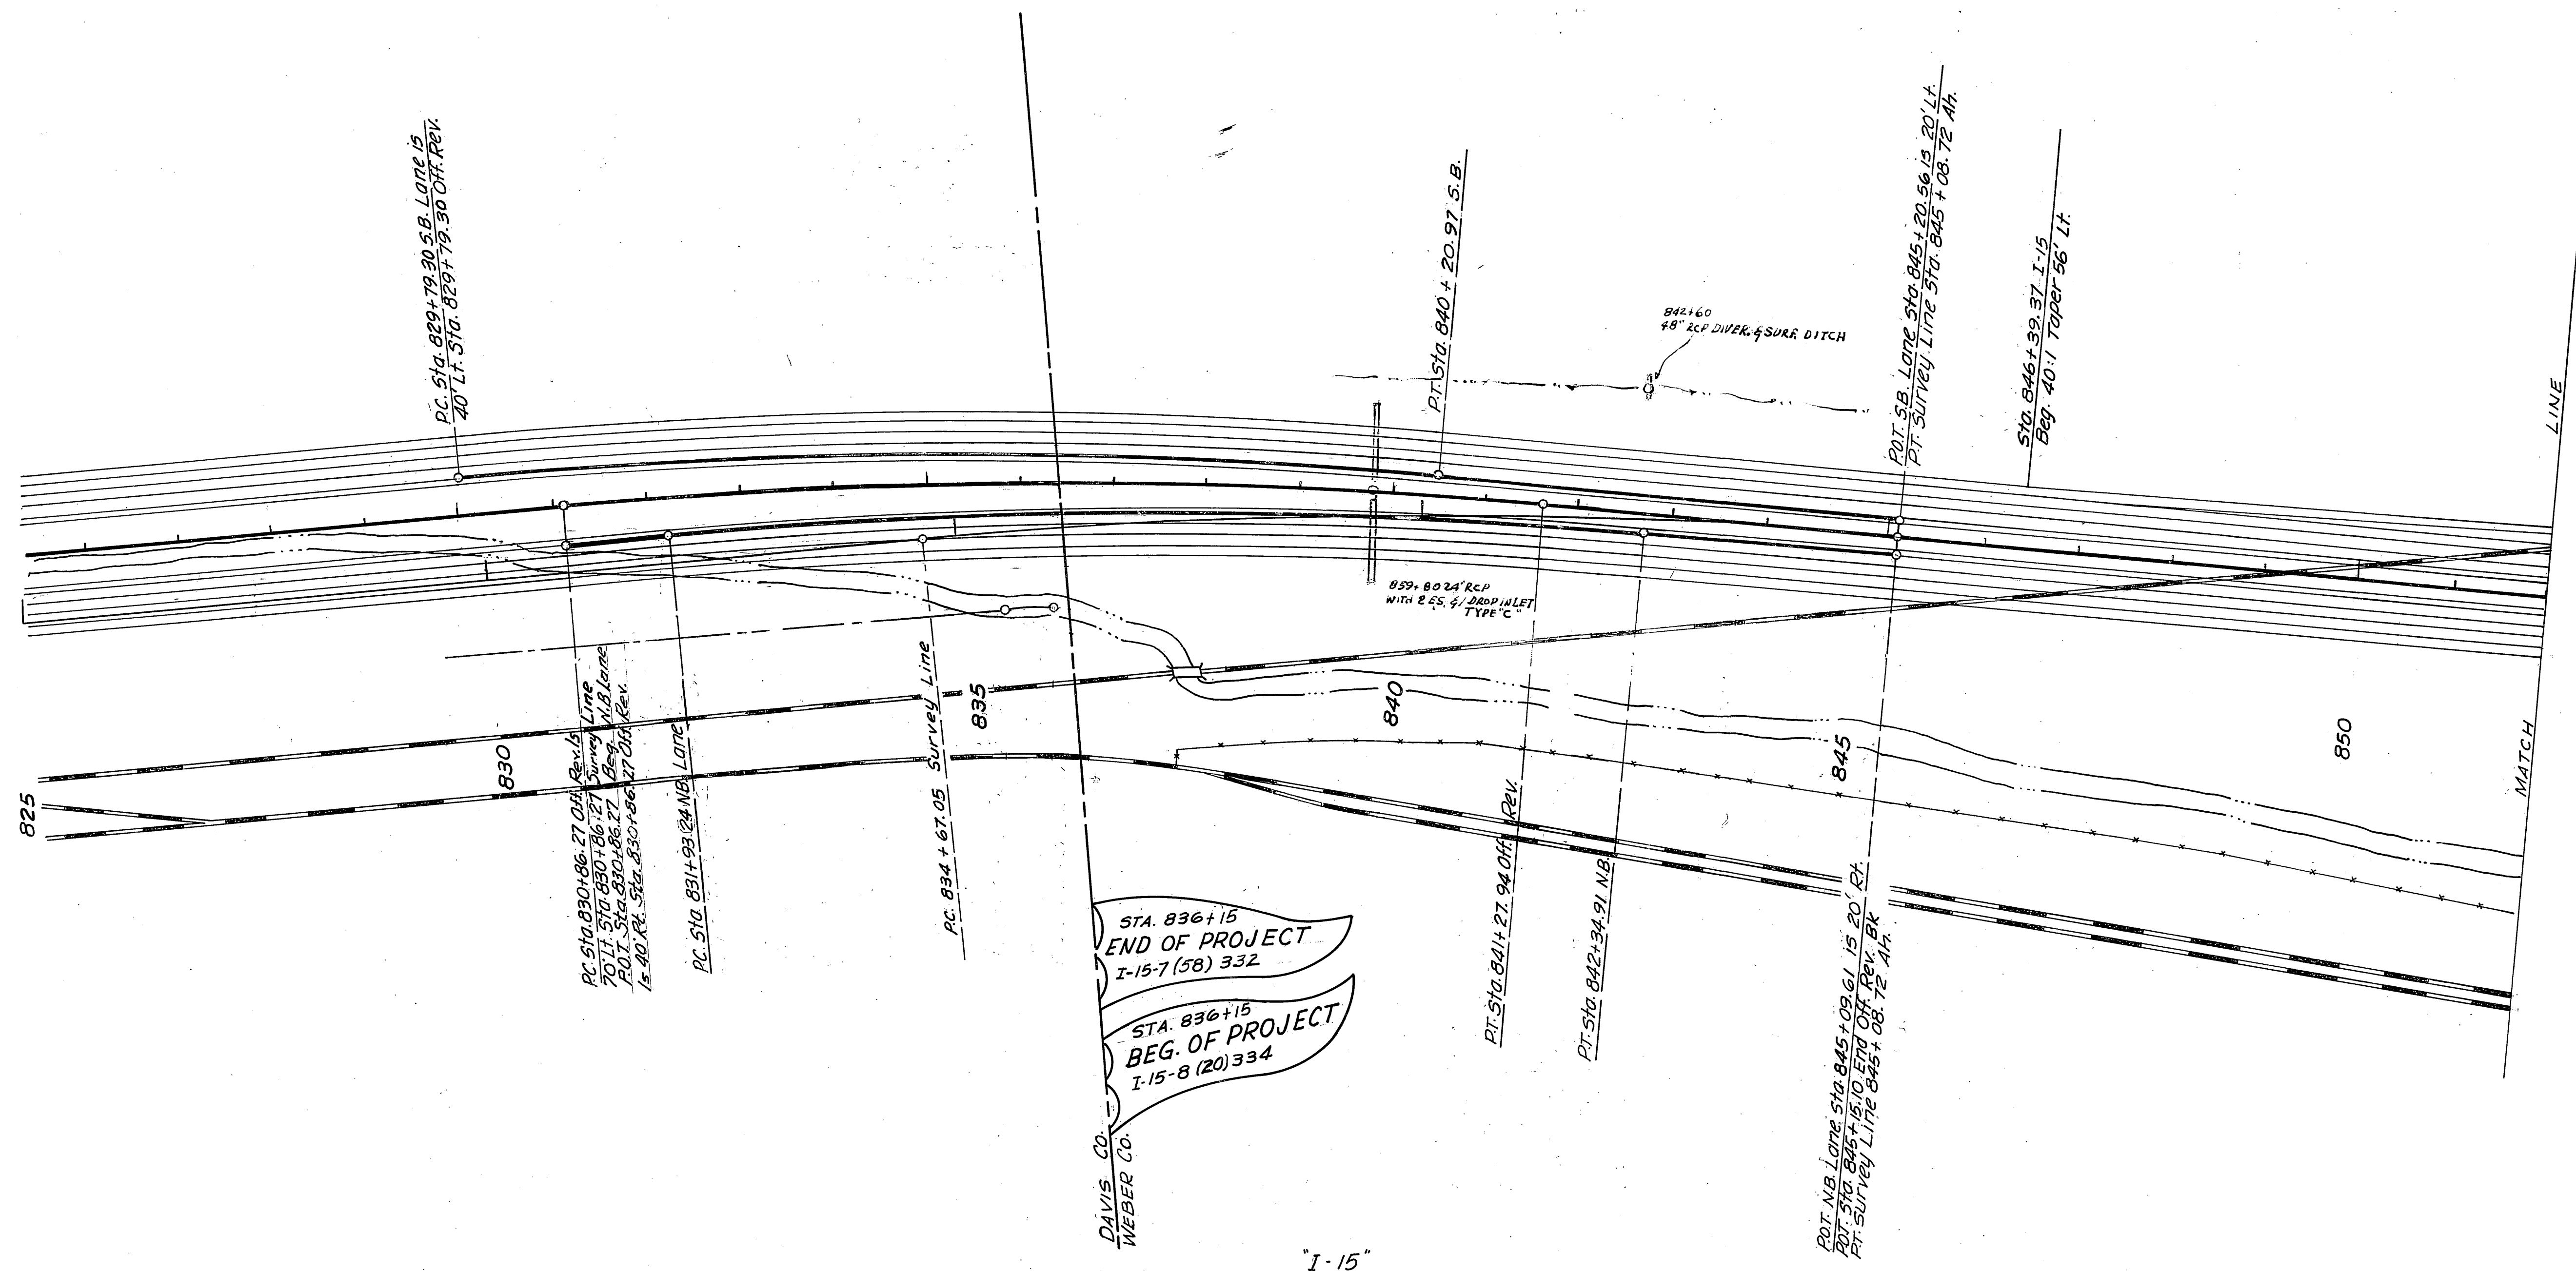 P.C. Sta. 829+79.30 S.B. Lane is
40' Lt. Sta. 829+79.30 Off. Rev.
P.T. Sta. 840+20.97 S.B.
842+60
48" RCP DIVER. & SURF. DITCH
P.O.T. S.B. Lane Sta. 845+20.56 is 20' Lt.
P.T. Survey Line Sta. 845+08.72 Ah.
Sta. 846+39.37 I-15
Beg. 40:1 Taper 56' Lt.
LINE
MATCH
859+80 24" RCP
WITH 2 E.S. & 1 DROP INLET
TYPE "C"
825
830
835
840
845
850
P.C. Sta. 830+86.27 Off. Rev. Is
70' Lt. Sta. 830+86.27 Survey Line
P.O.T. Sta. 830+86.27 Beg. N.B. Lane
Is 40' Rt. Sta. 830+86.27 Off. Rev.
P.C. Sta. 831+93.24 N.B. Lane
P.C. 834+67.05 Survey Line
STA. 836+15
END OF PROJECT
I-15-7 (58) 332
STA. 836+15
BEG. OF PROJECT
I-15-8 (20) 334
P.T. Sta. 841+27.94 Off. Rev.
P.T. Sta. 842+34.91 N.B.
P.O.T. N.B. Lane Sta. 845+09.61 is 20' Rt.
P.O.T. Sta. 845+15.10 End Off. Rev. Bk
P.T. Survey Line 845+08.72 Ah.
DAVIS CO.
WEBER CO.
"I-15"